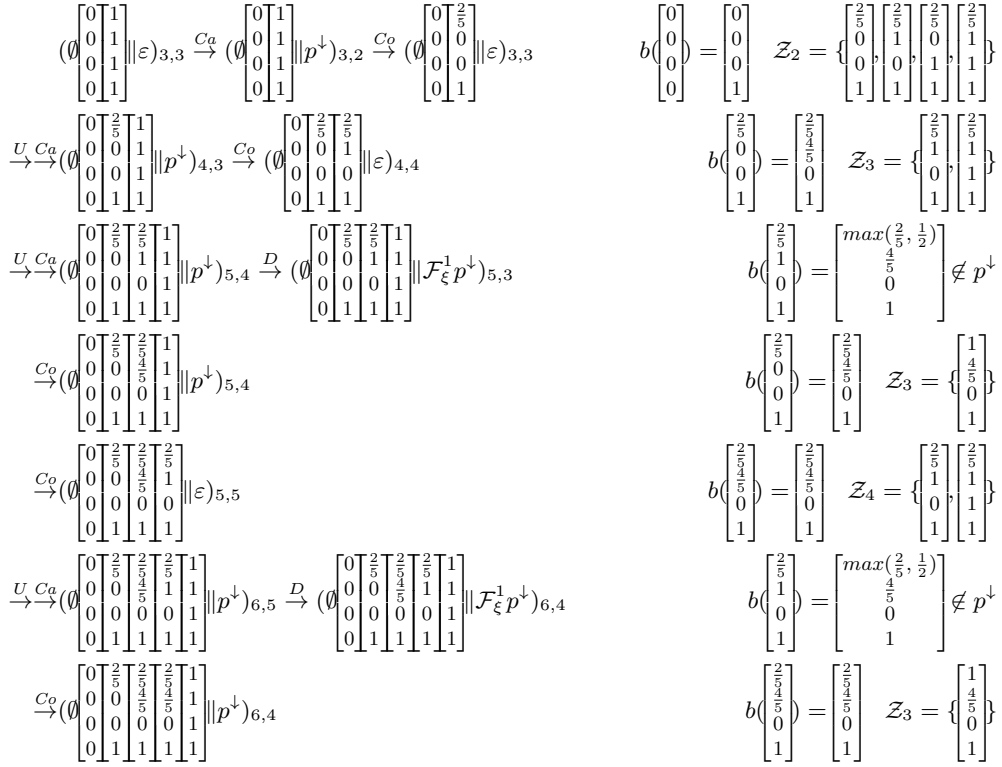 (∅ [0 0 0 0] [1 1 1 1] ‖ε)₃,₃ →Ca (∅ [0 0 0 0] [1 1 1 1] ‖p↓)₃,₂ →Co (∅ [0 0 0 0] [2/5 0 0 1] ‖ε)₃,₃ b([0 0 0 0]) = [0 0 0 1] 𝒵₂ = {[2/5 0 0 1], [2/5 1 0 1], [2/5 0 1 1], [2/5 1 1 1]}
→U →Ca (∅ [0 0 0 0] [2/5 0 0 1] [1 1 1 1] ‖p↓)₄,₃ →Co (∅ [0 0 0 0] [2/5 0 0 1] [2/5 1 0 1] ‖ε)₄,₄ b([2/5 0 0 1]) = [2/5 4/5 0 1] 𝒵₃ = {[2/5 1 0 1], [2/5 1 1 1]}
→U →Ca (∅ [0 0 0 0] [2/5 0 0 1] [2/5 1 0 1] [1 1 1 1] ‖p↓)₅,₄ →D (∅ [0 0 0 0] [2/5 0 0 1] [2/5 1 0 1] [1 1 1 1] ‖ℱ¹_ξ p↓)₅,₃ b([2/5 1 0 1]) = [max(2/5, 1/2) 4/5 0 1] ∉ p↓
→Co (∅ [0 0 0 0] [2/5 0 0 1] [2/5 4/5 0 1] [1 1 1 1] ‖p↓)₅,₄ b([2/5 0 0 1]) = [2/5 4/5 0 1] 𝒵₃ = {[1 4/5 0 1]}
→Co (∅ [0 0 0 0] [2/5 0 0 1] [2/5 4/5 0 1] [2/5 1 0 1] ‖ε)₅,₅ b([2/5 4/5 0 1]) = [2/5 4/5 0 1] 𝒵₄ = {[2/5 1 0 1], [2/5 1 1 1]}
→U →Ca (∅ [0 0 0 0] [2/5 0 0 1] [2/5 4/5 0 1] [2/5 1 0 1] [1 1 1 1] ‖p↓)₆,₅ →D (∅ [0 0 0 0] [2/5 0 0 1] [2/5 4/5 0 1] [2/5 1 0 1] [1 1 1 1] ‖ℱ¹_ξ p↓)₆,₄ b([2/5 1 0 1]) = [max(2/5, 1/2) 4/5 0 1] ∉ p↓
→Co (∅ [0 0 0 0] [2/5 0 0 1] [2/5 4/5 0 1] [2/5 4/5 0 1] [1 1 1 1] ‖p↓)₆,₄ b([2/5 4/5 0 1]) = [2/5 4/5 0 1] 𝒵₃ = {[1 4/5 0 1]}